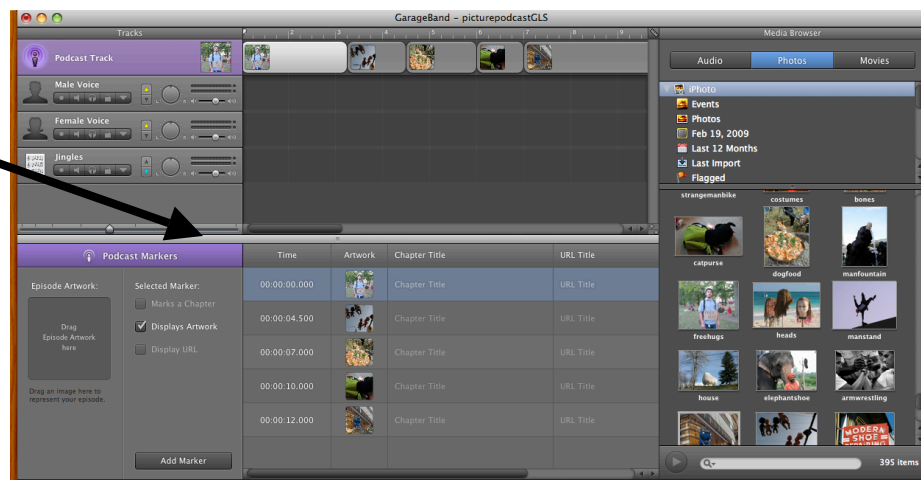 GarageBand – picturepodcastGLS
Tracks
Media Browser
Podcast Track
Male Voice
Female Voice
Jingles
Audio
Photos
Movies
iPhoto
Events
Photos
Feb 19, 2009
Last 12 Months
Last Import
Flagged
strangemanbike
costumes
bones
catpurse
dogfood
manfountain
freehugs
heads
manstand
house
elephantshoe
armwrestling
MODERN
SHOE
REPAIRING
395 items
Podcast Markers
Time
Artwork
Chapter Title
URL Title
Episode Artwork:
Drag
Episode Artwork
here
Drag an image here to
represent your episode.
Selected Marker:
Marks a Chapter
Displays Artwork
Display URL
Add Marker
00:00:00.000
Chapter Title
URL Title
00:00:04.500
Chapter Title
URL Title
00:00:07.000
Chapter Title
URL Title
00:00:10.000
Chapter Title
URL Title
00:00:12.000
Chapter Title
URL Title